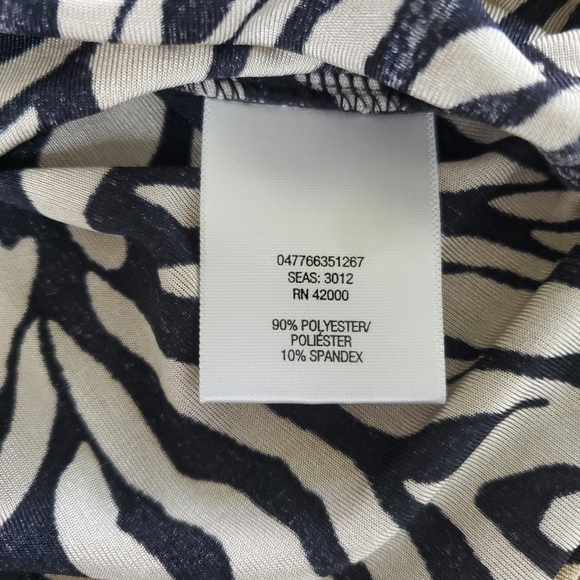 047766351267
SEAS: 3012
RN 42000
90% POLYESTER/
POLIÉSTER
10% SPANDEX